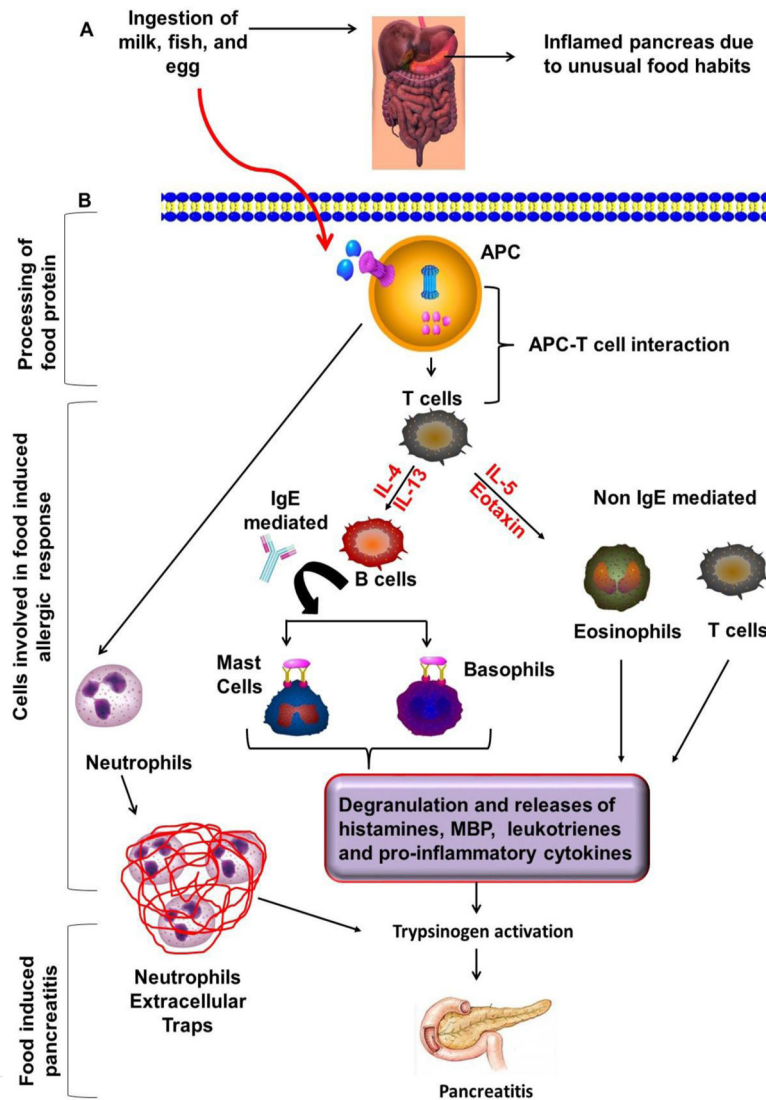 A
Ingestion of
milk, fish, and
egg
Inflamed pancreas due
to unusual food habits
B
Processing of
food protein
APC
APC-T cell interaction
T cells
IL-4
IL-13
IL-5
Eotaxin
IgE
mediated
Non IgE mediated
B cells
Eosinophils
T cells
Cells involved in food induced
allergic response
Mast
Cells
Basophils
Neutrophils
Degranulation and releases of
histamines, MBP, leukotrienes
and pro-inflammatory cytokines
Trypsinogen activation
Neutrophils
Extracellular
Traps
Food induced
pancreatitis
Pancreatitis